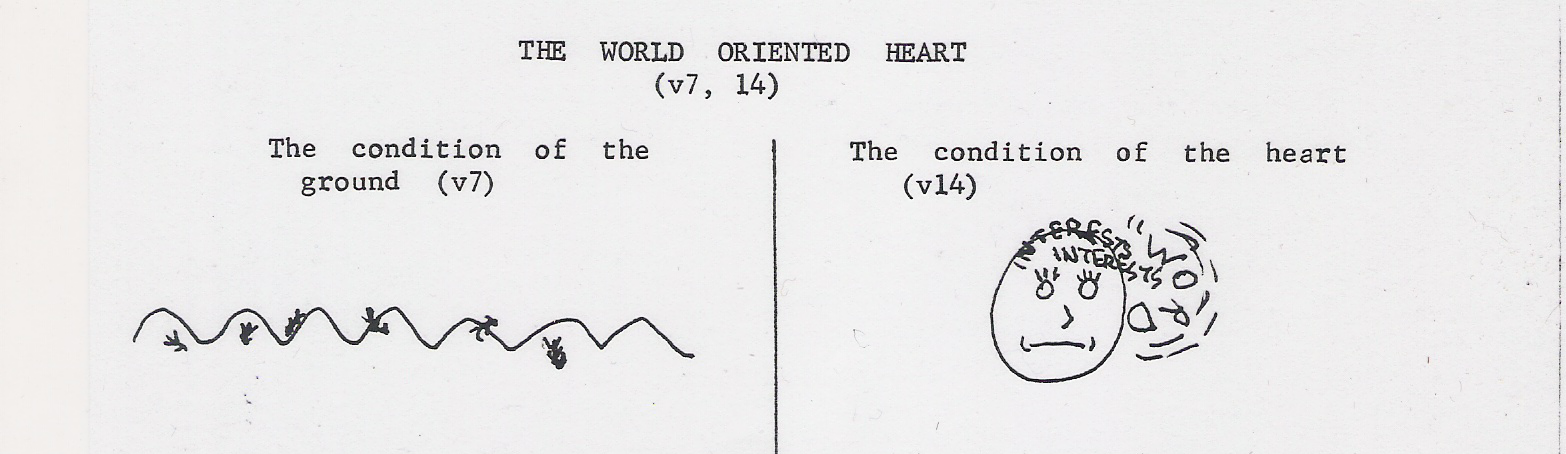 THE WORLD ORIENTED HEART
(v7, 14)
The condition of the
ground (v7)
The condition of the heart
(v14)
INTERESTS
INTERESTS